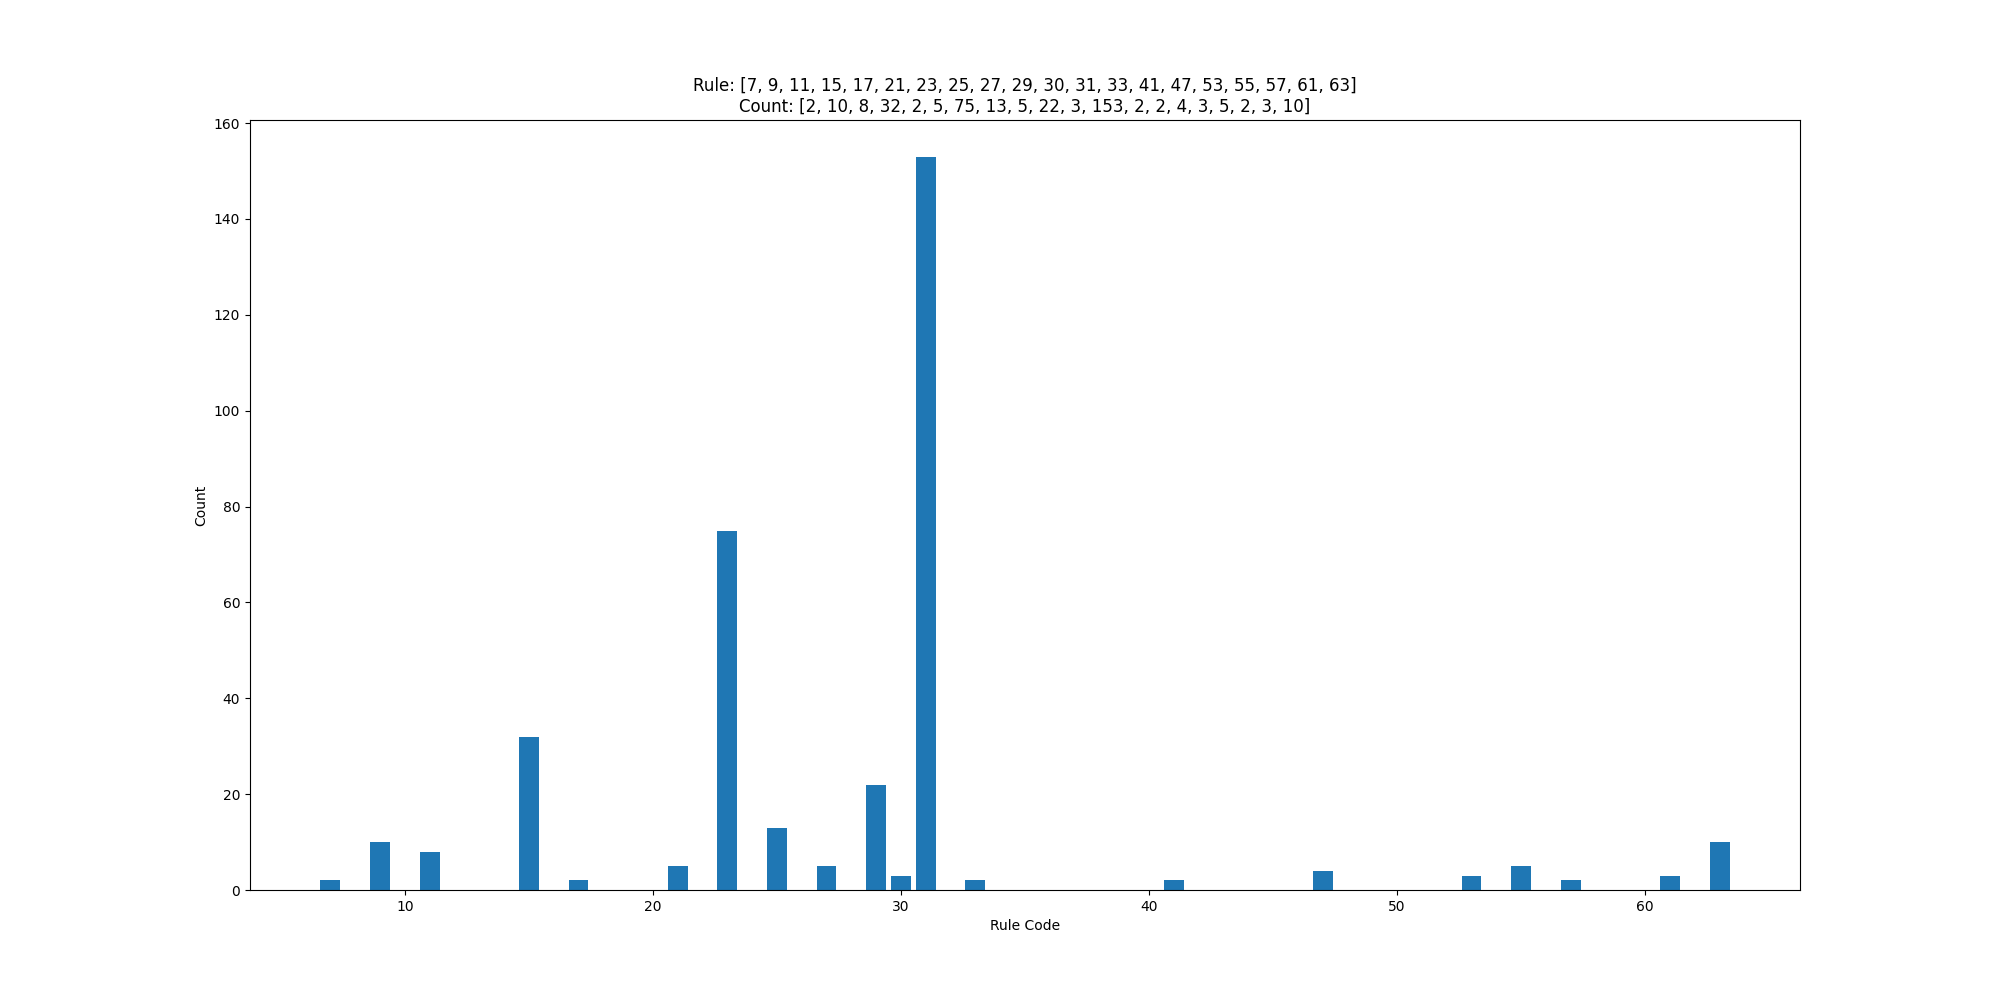 Rule: [7, 9, 11, 15, 17, 21, 23, 25, 27, 29, 30, 31, 33, 41, 47, 53, 55, 57, 61, 63]
Count: [2, 10, 8, 32, 2, 5, 75, 13, 5, 22, 3, 153, 2, 2, 4, 3, 5, 2, 3, 10]
160
140
120
100
80
60
40
20
0
Count
10 20 30 40 50 60
Rule Code